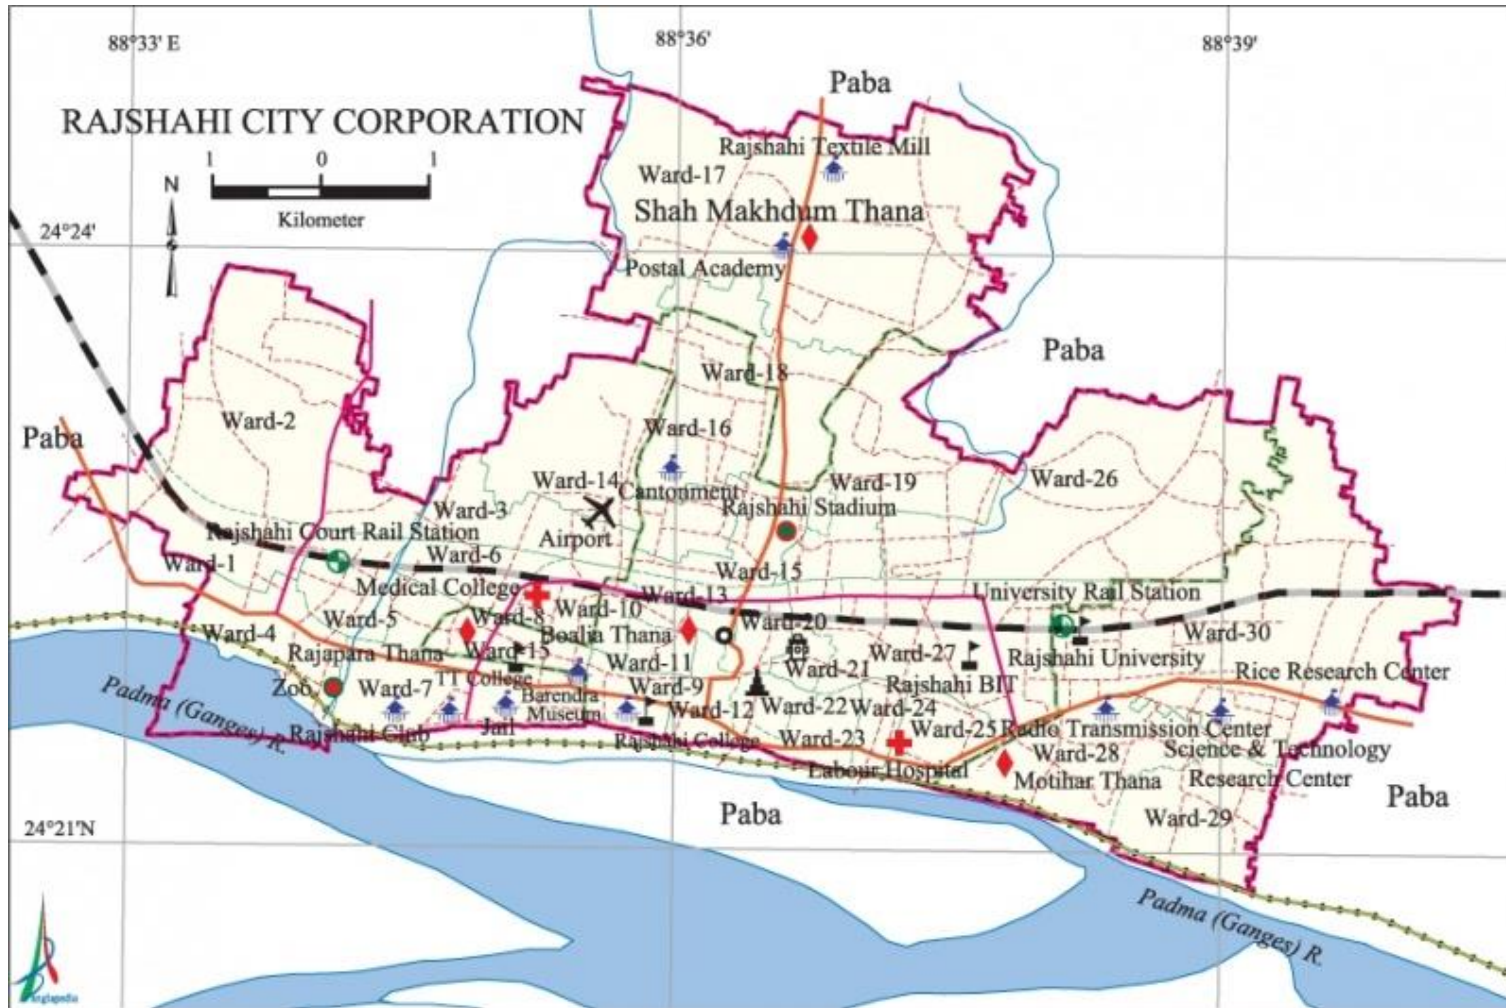 88°33' E
88°36'
88°39'
Paba
RAJSHAHI CITY CORPORATION
1 0 1
Kilometer
N
Rajshahi Textile Mill
Ward-17
Shah Makhdum Thana
24°24'
Postal Academy
Paba
Ward-18
Ward-2
Paba
Ward-16
Ward-14
Cantonment
Ward-19
Ward-26
Ward-3
Rajshahi Stadium
Rajshahi Court Rail Station
Airport
Ward-6
Ward-1
Ward-15
Medical College
Ward-13
University Rail Station
Ward-8
Ward-10
Ward-5
Ward-4
Boalia Thana
Ward-20
Ward-30
Rajapara Thana
Ward-15
Ward-11
Ward-21
Ward-27
Rajshahi University
TT College
Rajshahi BIT
Rice Research Center
Zoo
Ward-7
Barendra
Museum
Ward-9
Padma (Ganges) R.
Ward-12
Ward-22
Ward-24
Rajshahi Club
Jail
Rajshahi College
Ward-23
Ward-25
Radio Transmission Center
Ward-28
Science & Technology
Research Center
Labour Hospital
Motihar Thana
Paba
Paba
Ward-29
24°21'N
Padma (Ganges) R.
anglapedia